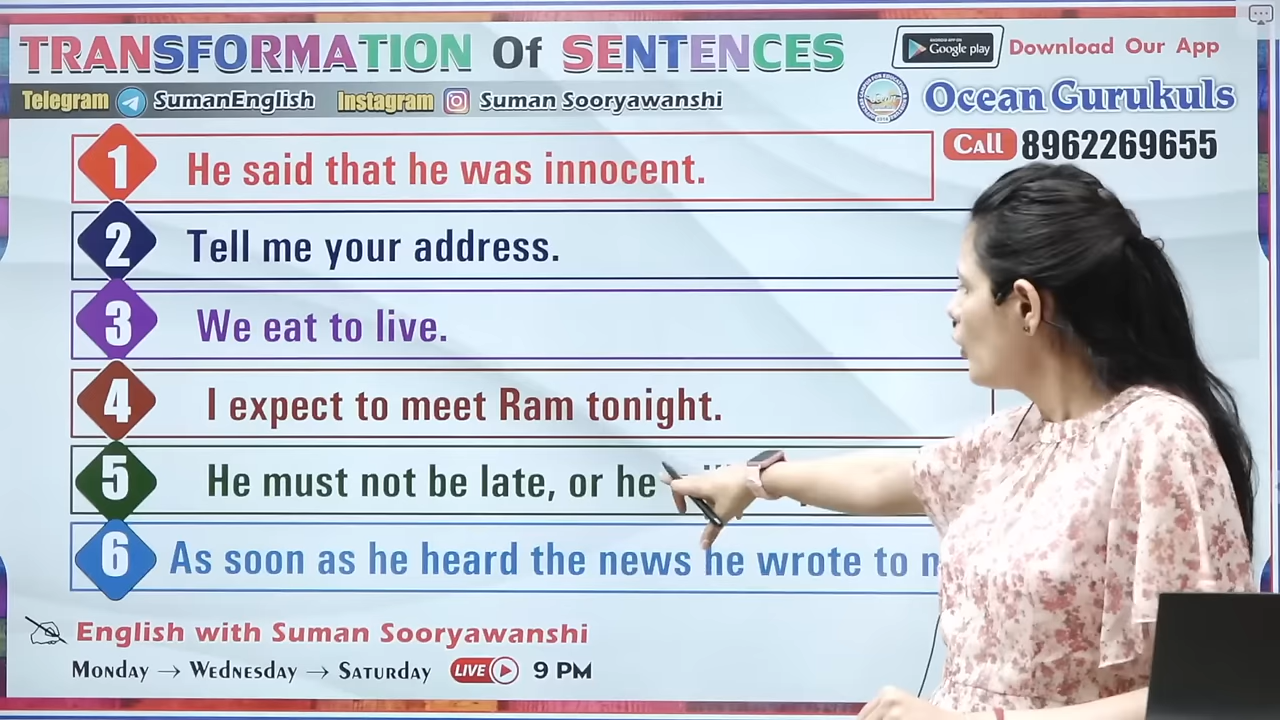 TRANSFORMATION Of SENTENCES
Google play Download Our App
Telegram SumanEnglish Instagram Suman Sooryawanshi
Ocean Gurukuls
Call 8962269655
1 He said that he was innocent.
2 Tell me your address.
3 We eat to live.
4 I expect to meet Ram tonight.
5 He must not be late, or he
6 As soon as he heard the news he wrote to
English with Suman Sooryawanshi
Monday → Wednesday → Saturday LIVE 9 PM